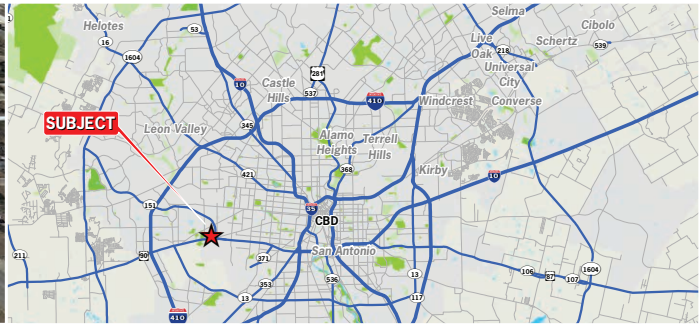 Selma
Helotes
Cibolo
1
53
Live
Oak
218
Schertz
539
16
1604
Universal
City
281
10
Castle
Hills
537
410
Windcrest
Converse
SUBJECT
Leon Valley
345
Alamo
Heights
Terrell
Hills
421
368
Kirby
10
151
35
CBD
211
90
371
San Antonio
353
536
13
106
87
107
1604
13
117
410